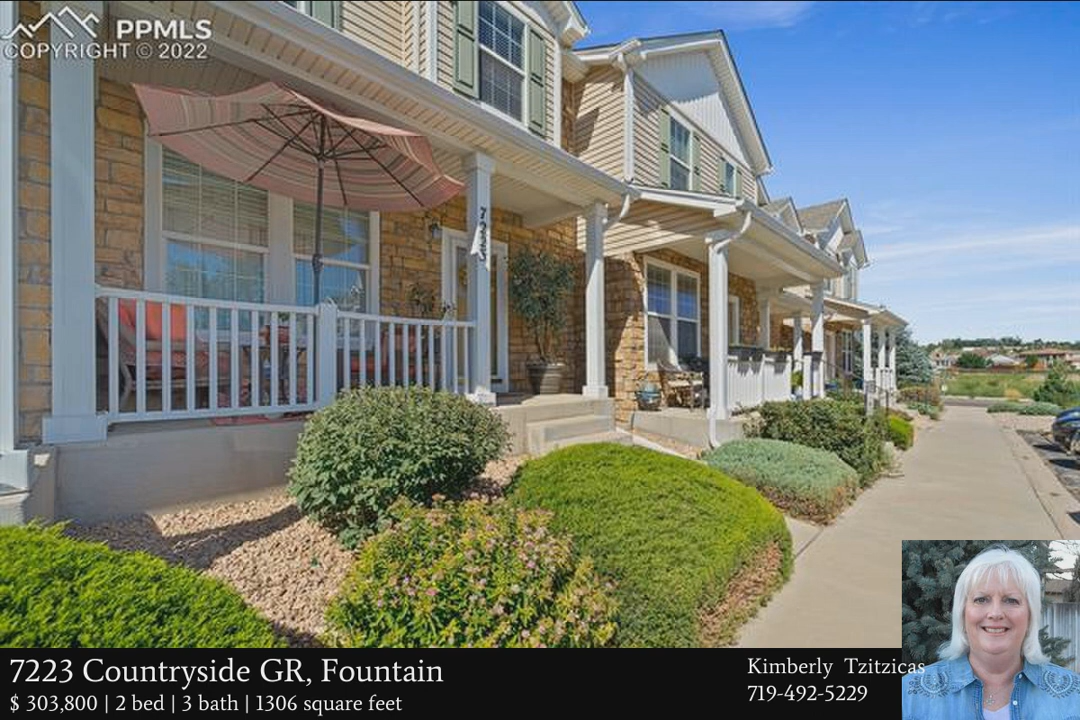 PPMLS
COPYRIGHT © 2022
7223
7223 Countryside GR, Fountain
$ 303,800 | 2 bed | 3 bath | 1306 square feet
Kimberly Tzitzicas
719-492-5229